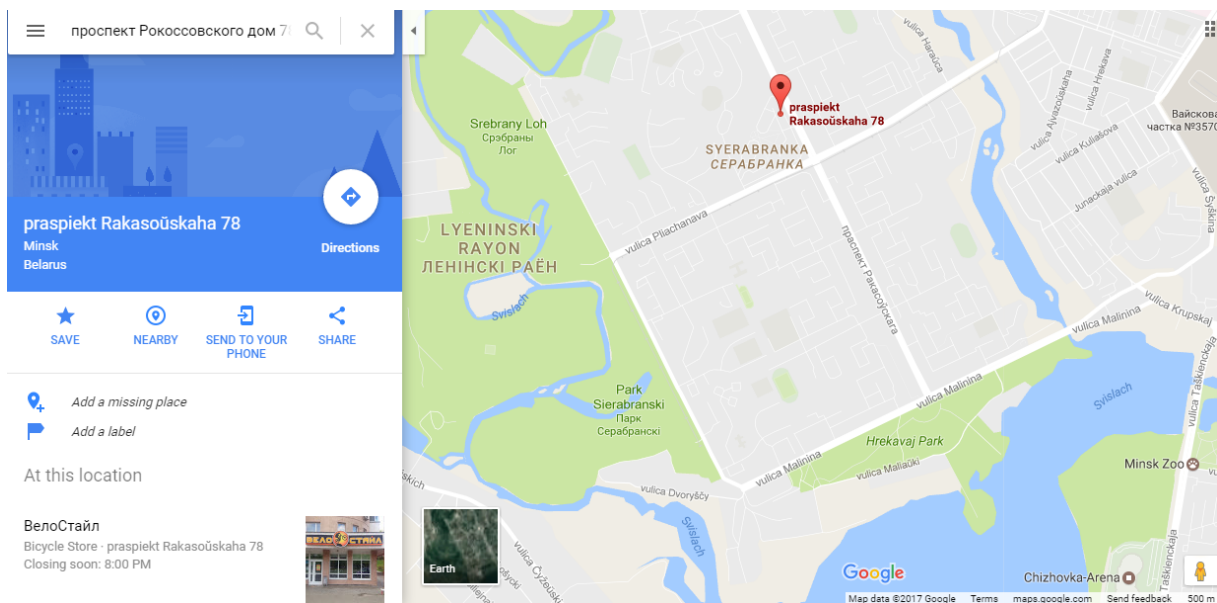 проспект Рокоссовского дом 7
praspiekt Rakasoŭskaha 78
Minsk
Belarus
Directions
SAVE
NEARBY
SEND TO YOUR
PHONE
SHARE
Add a missing place
Add a label
At this location
ВелоСтайл
Bicycle Store · praspiekt Rakasoŭskaha 78
Closing soon: 8:00 PM
praspiekt
Rakasoŭskaha 78
vulica Haraŭca
vulica Ajvazoŭskaha
vulica Hrekava
Вайскова
частка №3570
Srebrany Loh
Срэбраны
Лог
SYERABRANKA
СЕРАБРАНКА
vulica Kuliašova
Junackaja vulica
vulica Syškina
LYENINSKI
RAYON
ЛЕНІНСКІ РАЁН
vulica Pliachanava
праспект Ракасоўскага
Svislach
vulica Malinina
vulica Krupskaj
vulica Taškienckaja
Park
Sierabranski
Парк
Серабранскі
vulica Malinina
Svislach
Hrekavaj Park
Minsk Zoo
vulica Malinina
vulica Maliaŭki
vulica Dvoryščy
Svislach
Earth
Google
Chizhovka-Arena
Map data ©2017 Google
Terms
maps.google.com
Send feedback
500 m